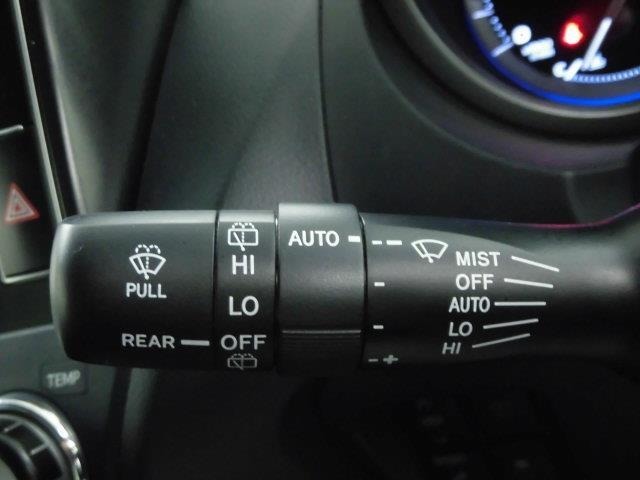 PULL
REAR
HI
LO
OFF
AUTO
MIST
OFF
AUTO
LO
HI
- +
TEMP